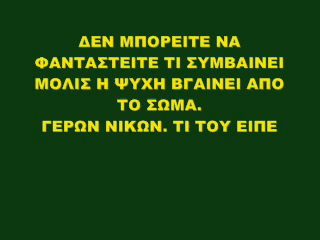 ΔΕΝ ΜΠΟΡΕΙΤΕ ΝΑ
ΦΑΝΤΑΣΤΕΙΤΕ ΤΙ ΣΥΜΒΑΙΝΕΙ
ΜΟΛΙΣ Η ΨΥΧΗ ΒΓΑΙΝΕΙ ΑΠΟ
ΤΟ ΣΩΜΑ.
ΓΕΡΩΝ ΝΙΚΩΝ. ΤΙ ΤΟΥ ΕΙΠΕ